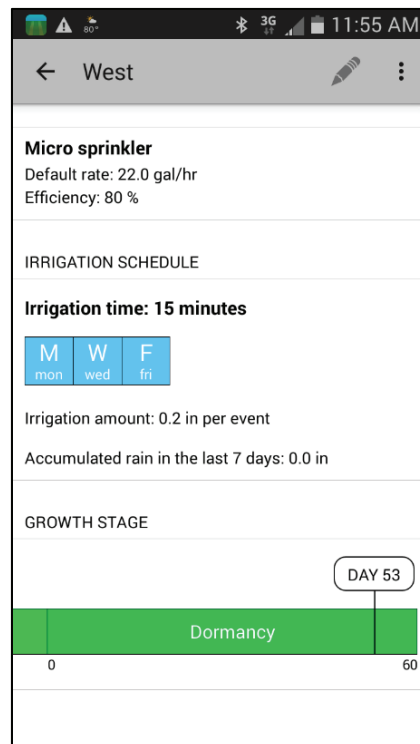 80°
3G
11:55 AM
West
Micro sprinkler
Default rate: 22.0 gal/hr
Efficiency: 80 %
IRRIGATION SCHEDULE
Irrigation time: 15 minutes
M W F
mon wed fri
Irrigation amount: 0.2 in per event
Accumulated rain in the last 7 days: 0.0 in
GROWTH STAGE
DAY 53
Dormancy
0 60